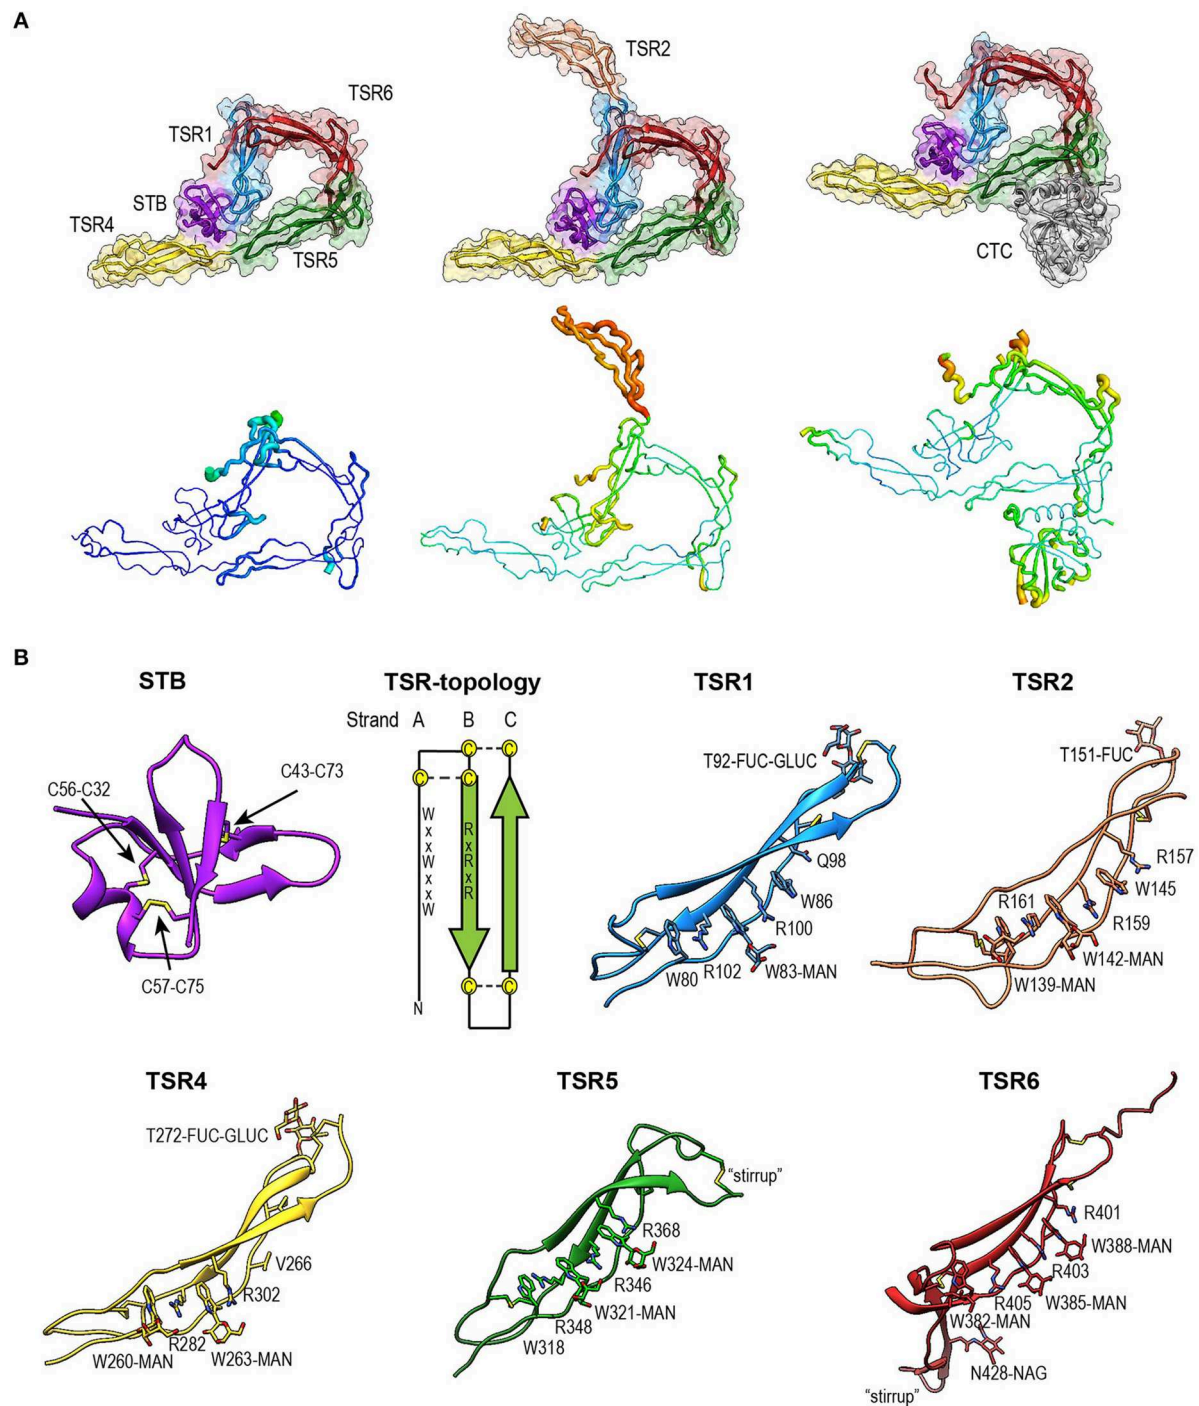 A
TSR2
TSR6
TSR1
STB
TSR4
TSR5
CTC
B
STB
TSR-topology
TSR1
TSR2
Strand A B C
C C
C C
WxxWxxW
RxRxR
C C
N
C56-C32
C43-C73
C57-C75
T92-FUC-GLUC
Q98
W86
R100
W83-MAN
R102
W80
T151-FUC
R157
W145
R161
R159
W142-MAN
W139-MAN
TSR4
TSR5
TSR6
T272-FUC-GLUC
V266
R302
R282
W263-MAN
W260-MAN
"stirrup"
R368
W324-MAN
R346
W321-MAN
R348
W318
R401
W388-MAN
R403
W385-MAN
R405
W382-MAN
N428-NAG
"stirrup"